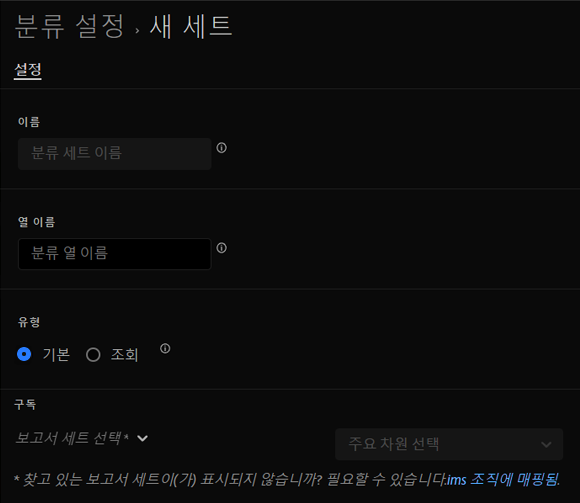 분류 설정 › 새 세트
설정
이름
분류 세트 이름
열 이름
분류 열 이름
유형
기본 조회
구독
보고서 세트 선택 * 주요 차원 선택
* 찾고 있는 보고서 세트이(가) 표시되지 않습니까? 필요할 수 있습니다.ims 조직에 매핑됨.